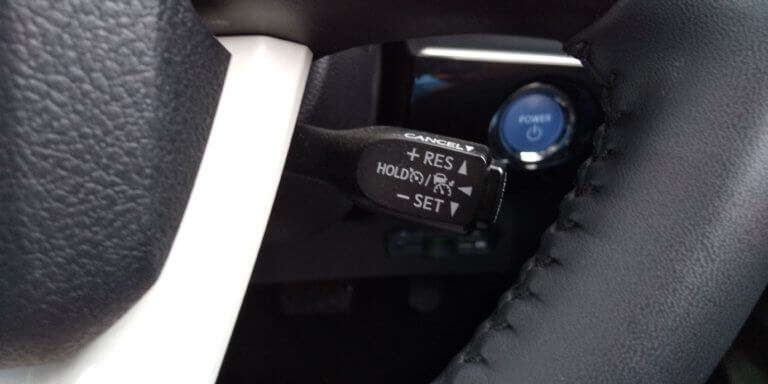 CANCEL▼
+ RES ▲
HOLD / ◀
− SET ▼
POWER